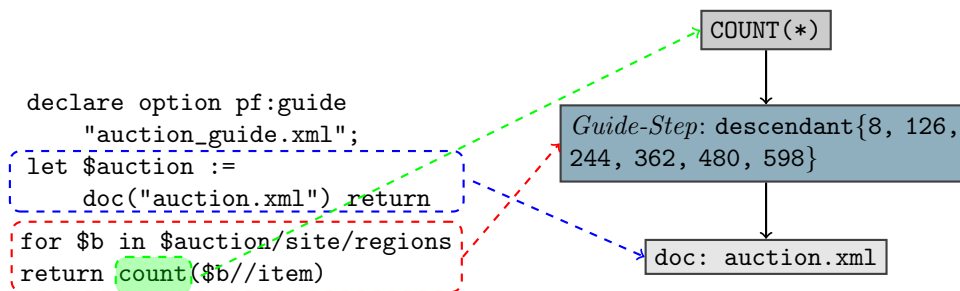 declare option pf:guide
"auction_guide.xml";
let $auction :=
doc("auction.xml") return
for $b in $auction/site/regions
return count($b//item)
COUNT(*)
Guide-Step: descendant{8, 126,
244, 362, 480, 598}
doc: auction.xml